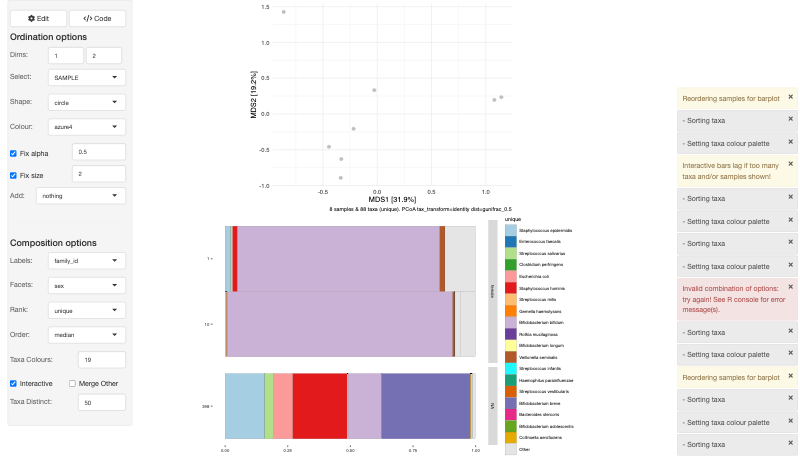 Edit
</> Code
Ordination options
Dims: 1 2
Select: SAMPLE
Shape: circle
Colour: azure4
Fix alpha 0.5
Fix size 2
Add: nothing
Composition options
Labels: family_id
Facets: sex
Rank: unique
Order: median
Taxa Colours: 19
Interactive
Merge Other
Taxa Distinct: 50
1.5
1.0
0.5
0.0
-0.5
-1.0
MDS2 [19.2%]
-0.5 0.0 0.5 1.0
MDS1 [31.9%]
8 samples & 88 taxa (unique). PCoA tax_transform=identity dist=gunifrac_0.5
1
10
female
NA
0.00 0.25 0.50 0.75 1.00
unique
Staphylococcus epidermidis
Enterococcus faecalis
Streptococcus salivarius
Clostridium perfringens
Escherichia coli
Staphylococcus hominis
Streptococcus mitis
Gemella haemolysans
Bifidobacterium bifidum
Rothia mucilaginosa
Bifidobacterium longum
Veillonella seminalis
Streptococcus infantis
Haemophilus parainfluenzae
Streptococcus vestibularis
Bifidobacterium breve
Bacteroides stercoris
Bifidobacterium adolescentis
Collinsella aerofaciens
Other
Reordering samples for barplot ×
- Sorting taxa ×
- Setting taxa colour palette ×
Interactive bars lag if too many ×
taxa and/or samples shown!
- Sorting taxa ×
- Setting taxa colour palette ×
- Sorting taxa ×
- Setting taxa colour palette ×
Invalid combination of options: ×
try again! See R console for error
message(s).
- Sorting taxa ×
- Setting taxa colour palette ×
Reordering samples for barplot ×
- Sorting taxa ×
- Setting taxa colour palette ×
- Sorting taxa ×